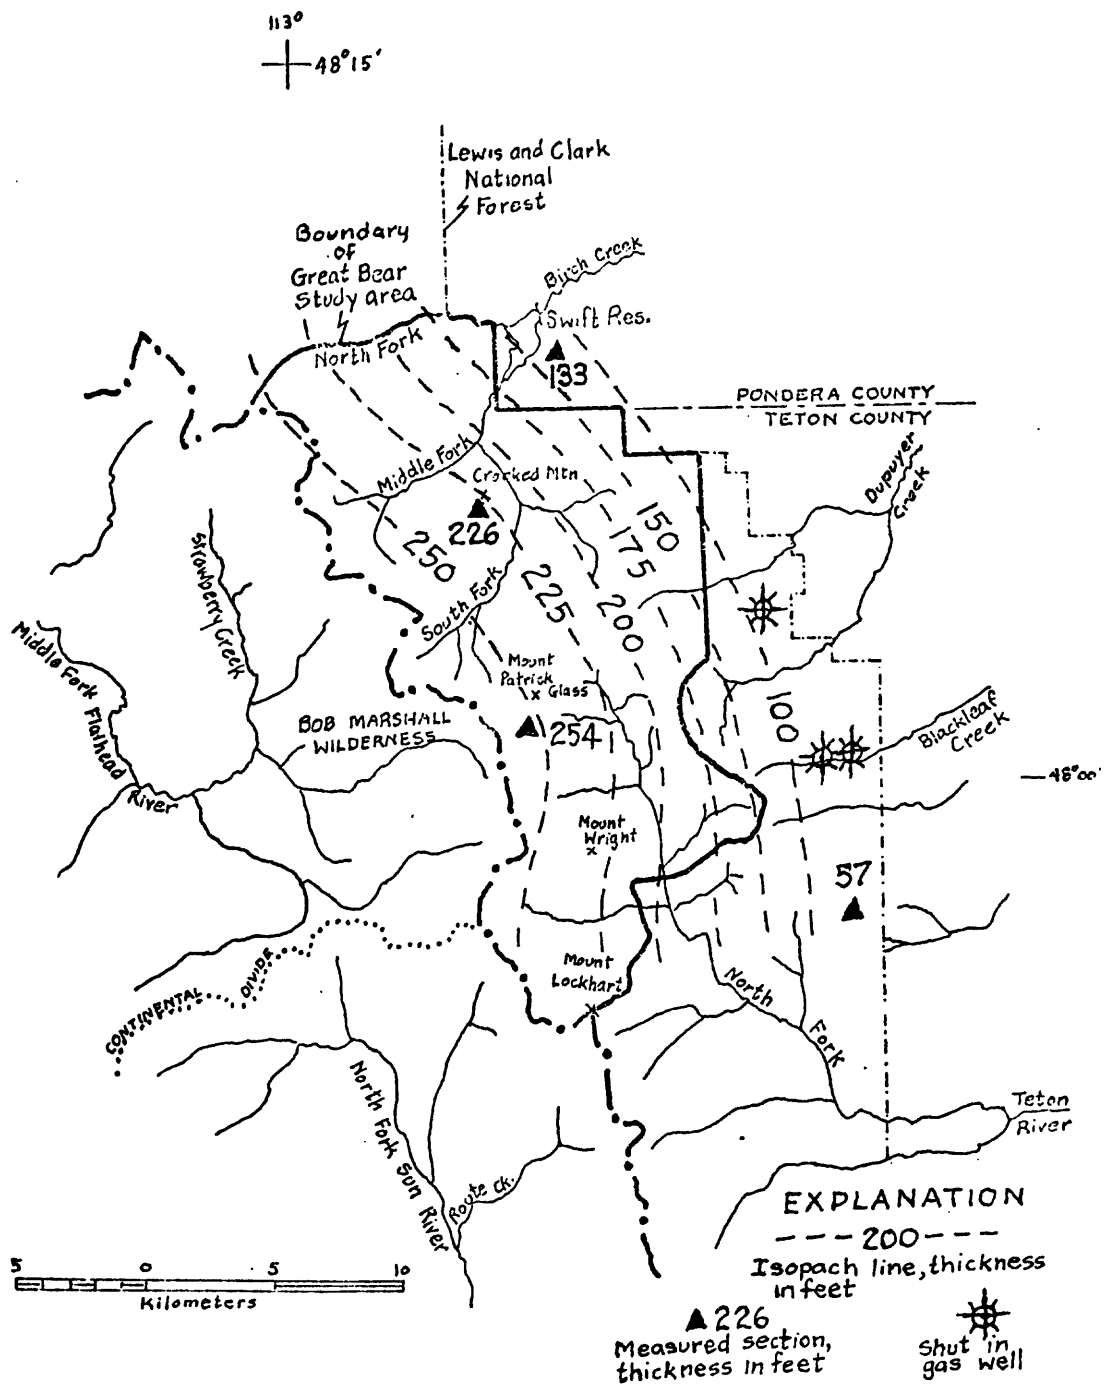 113°
48°15'
Lewis and Clark
National
Forest
Boundary
of
Great Bear
Study area
Birch Creek
Swift Res.
North Fork
133
PONDERA COUNTY
TETON COUNTY
Middle Fork
Crooked Mtn
226
Dupuyer
Creek
150
175
200
225
250
Strawberry Creek
South Fork
Middle Fork Flathead
River
Mount
Patrick
Glass
BOB MARSHALL
WILDERNESS
254
100
Blackleaf
Creek
48°00'
Mount
Wright
57
CONTINENTAL DIVIDE
Mount
Lockhart
North
Fork
North Fork Sun River
Route Ck.
Teton
River
EXPLANATION
200
Isopach line, thickness
in feet
5 0 5 10
Kilometers
226
Measured section,
thickness in feet
Shut in
gas well